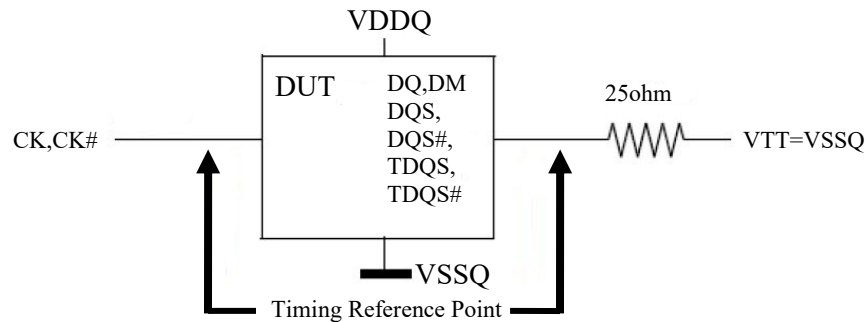 VDDQ
DUT
DQ,DM
DQS,
DQS#,
TDQS,
TDQS#
25ohm
CK,CK#
VTT=VSSQ
VSSQ
Timing Reference Point